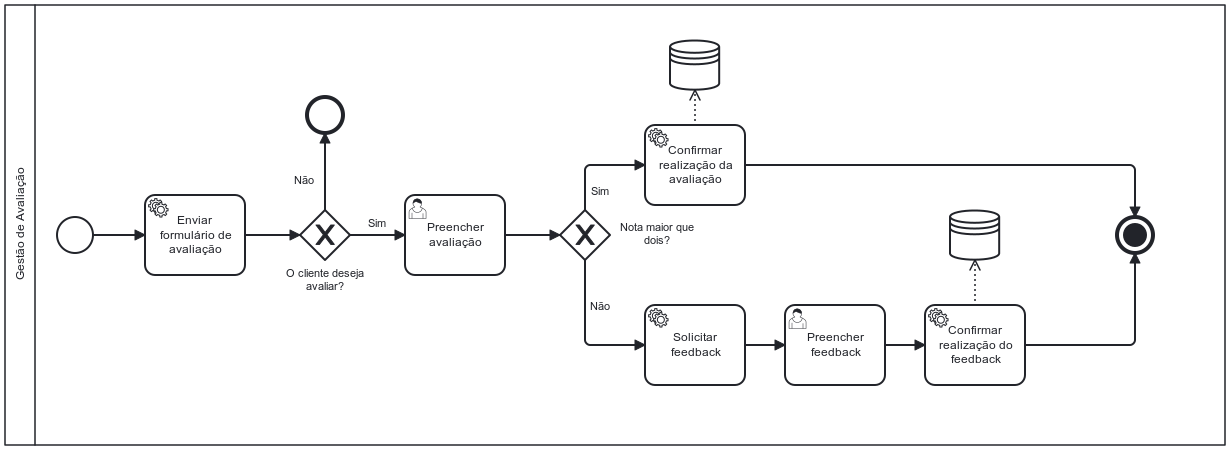 Gestão de Avaliação
Enviar
formulário de
avaliação
Não
O cliente deseja
avaliar?
Sim
Preencher
avaliação
Nota maior que
dois?
Sim
Confirmar
realização da
avaliação
Não
Solicitar
feedback
Preencher
feedback
Confirmar
realização do
feedback